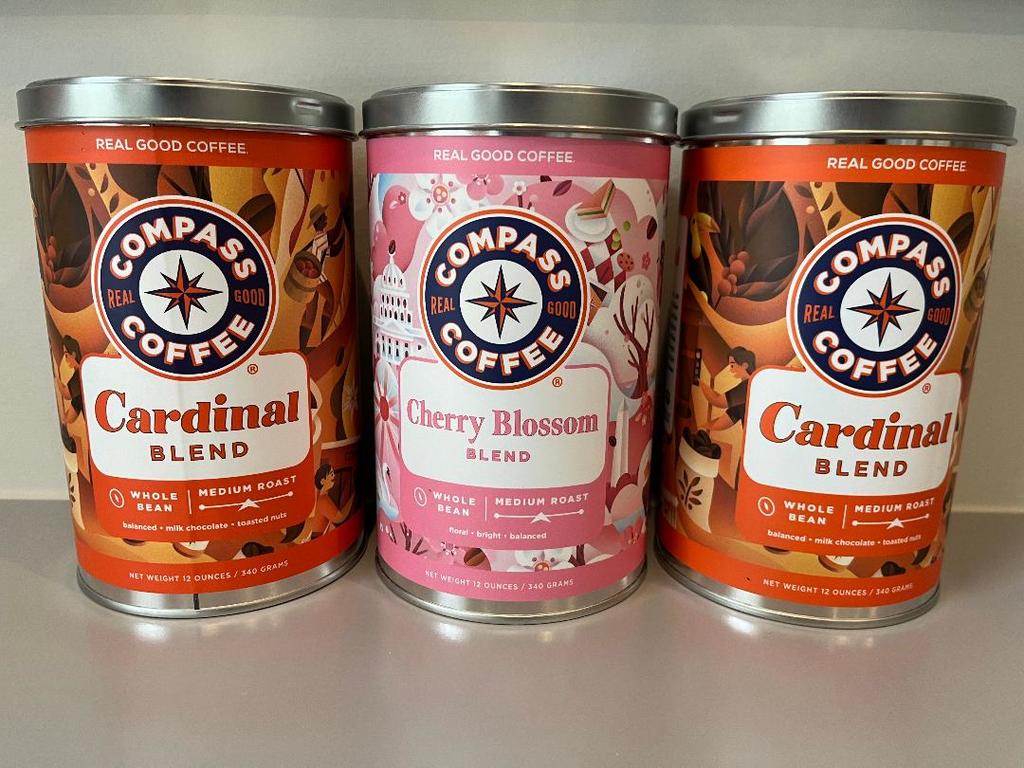 REAL GOOD COFFEE.
COMPASS
REAL GOOD
COFFEE
®
Cardinal
BLEND
WHOLE BEAN
MEDIUM ROAST
balanced • milk chocolate • toasted nuts
NET WEIGHT 12 OUNCES / 340 GRAMS
REAL GOOD COFFEE.
COMPASS
REAL GOOD
COFFEE
®
Cherry Blossom
BLEND
WHOLE BEAN
MEDIUM ROAST
floral • bright • balanced
NET WEIGHT 12 OUNCES / 340 GRAMS
REAL GOOD COFFEE.
COMPASS
REAL GOOD
COFFEE
®
Cardinal
BLEND
WHOLE BEAN
MEDIUM ROAST
balanced • milk chocolate • toasted nuts
NET WEIGHT 12 OUNCES / 340 GRAMS